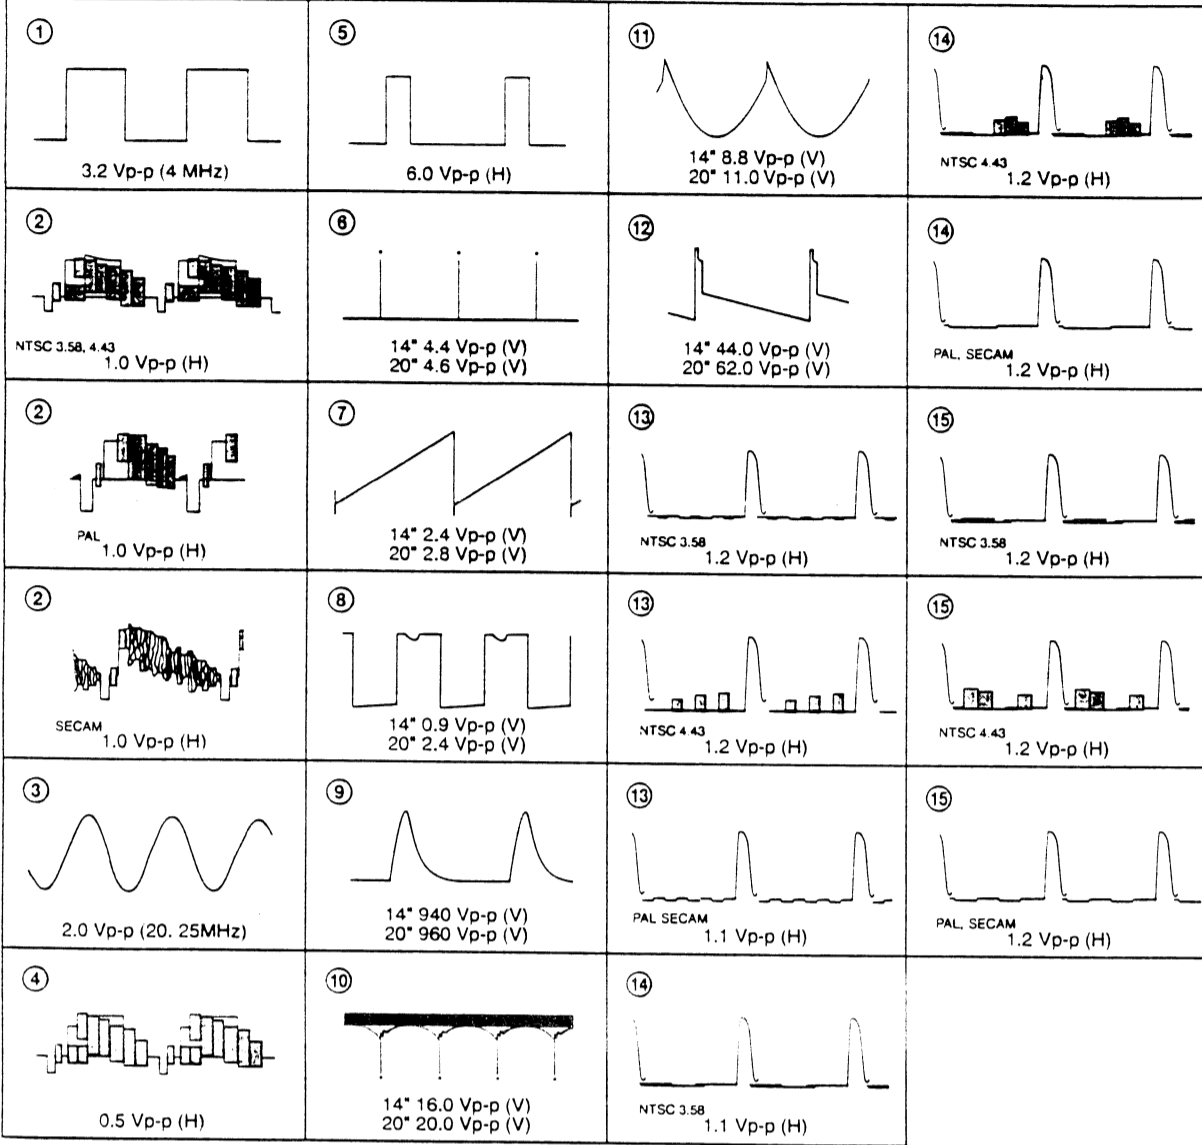 ①
3.2 Vp-p (4 MHz)
②
NTSC 3.58, 4.43
1.0 Vp-p (H)
②
PAL
1.0 Vp-p (H)
②
SECAM
1.0 Vp-p (H)
③
2.0 Vp-p (20. 25MHz)
④
0.5 Vp-p (H)
⑤
6.0 Vp-p (H)
⑥
14" 4.4 Vp-p (V)
20" 4.6 Vp-p (V)
⑦
14" 2.4 Vp-p (V)
20" 2.8 Vp-p (V)
⑧
14" 0.9 Vp-p (V)
20" 2.4 Vp-p (V)
⑨
14" 940 Vp-p (V)
20" 960 Vp-p (V)
⑩
14" 16.0 Vp-p (V)
20" 20.0 Vp-p (V)
⑪
14" 8.8 Vp-p (V)
20" 11.0 Vp-p (V)
⑫
14" 44.0 Vp-p (V)
20" 62.0 Vp-p (V)
⑬
NTSC 3.58
1.2 Vp-p (H)
⑬
NTSC 4.43
1.2 Vp-p (H)
⑬
PAL SECAM
1.1 Vp-p (H)
⑭
NTSC 3.58
1.1 Vp-p (H)
⑭
NTSC 4.43
1.2 Vp-p (H)
⑭
PAL, SECAM
1.2 Vp-p (H)
⑮
NTSC 3.58
1.2 Vp-p (H)
⑮
NTSC 4.43
1.2 Vp-p (H)
⑮
PAL, SECAM
1.2 Vp-p (H)